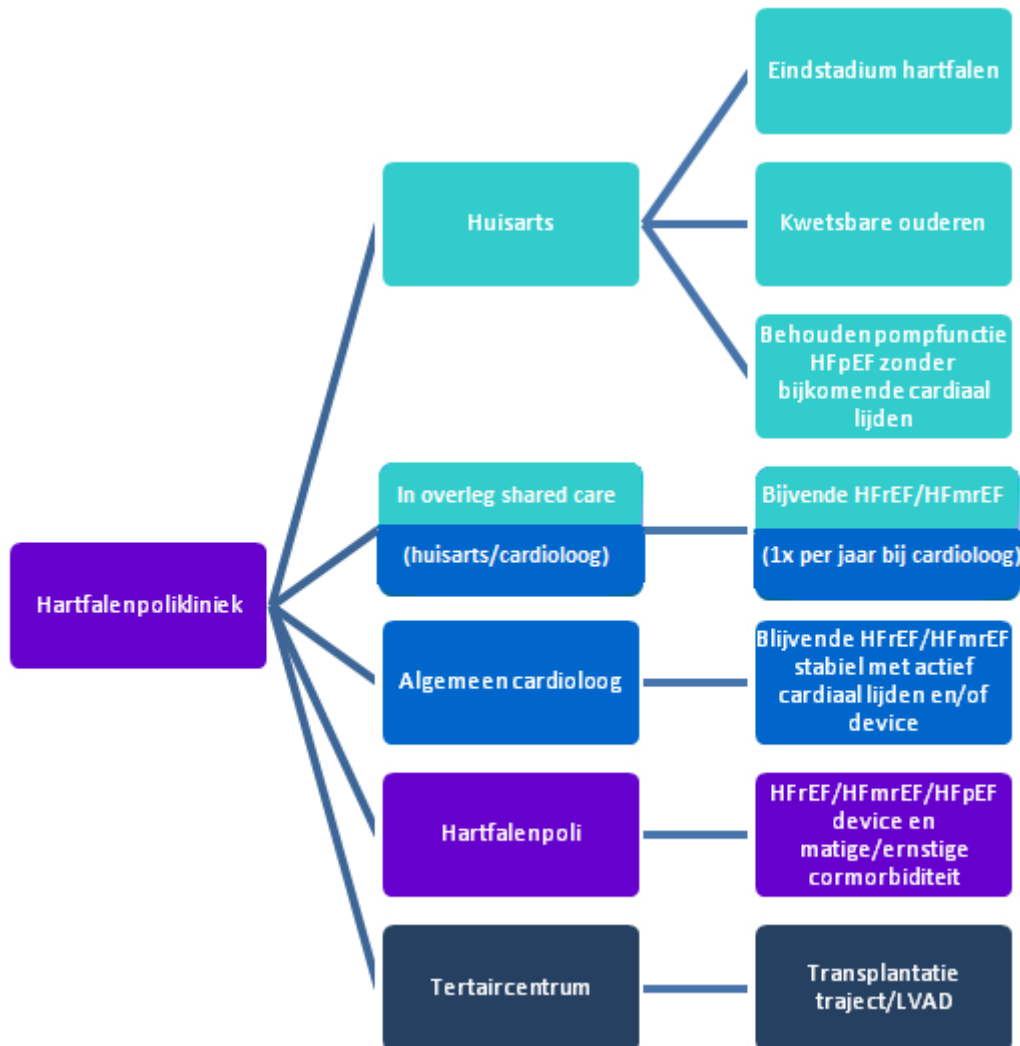 Eindstadium hartfalen
Huisarts
Kwetsbare ouderen
Behouden pompfunctie
HFpEF zonder
bijkomende cardiaal
lijden
In overleg shared care
(huisarts/cardioloog)
Bijvende HFrEF/HFmrEF
(1x per jaar bij cardioloog)
Hartfalenpolikliniek
Algemeen cardioloog
Blijvende HFrEF/HFmrEF
stabiel met actief
cardiaal lijden en/of
device
Hartfalenpoli
HFrEF/HFmrEF/HFpEF
device en
matige/ernstige
cormorbiditeit
Tertaircentrum
Transplantatie
traject/LVAD